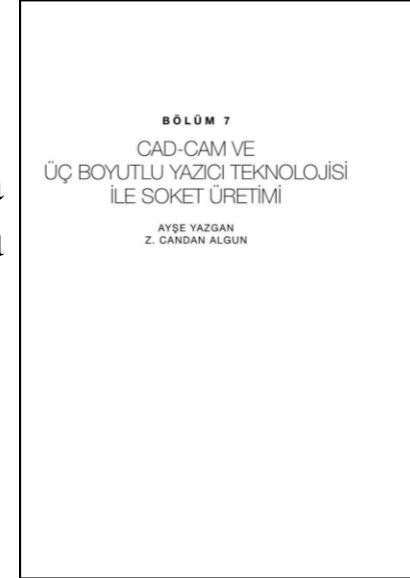 BÖLÜM 7
CAD-CAM VE
ÜÇ BOYUTLU YAZICI TEKNOLOJİSİ
İLE SOKET ÜRETİMİ
AYŞE YAZGAN
Z. CANDAN ALGUN